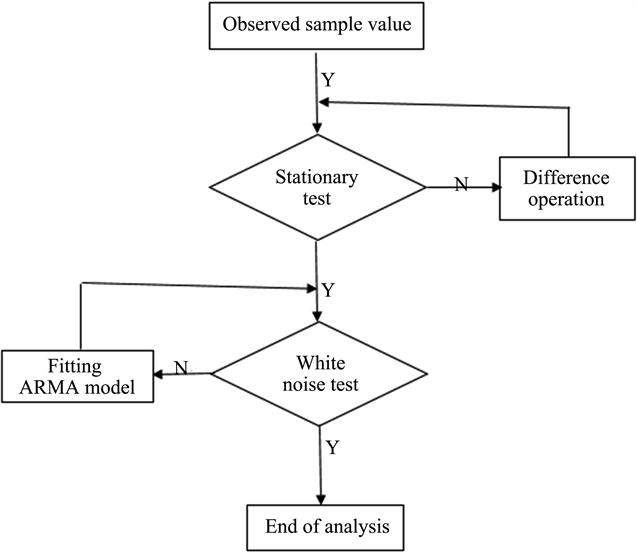 Observed sample value
Y
Stationary
test
N
Difference
operation
Y
Fitting
ARMA model
N
White
noise test
Y
End of analysis